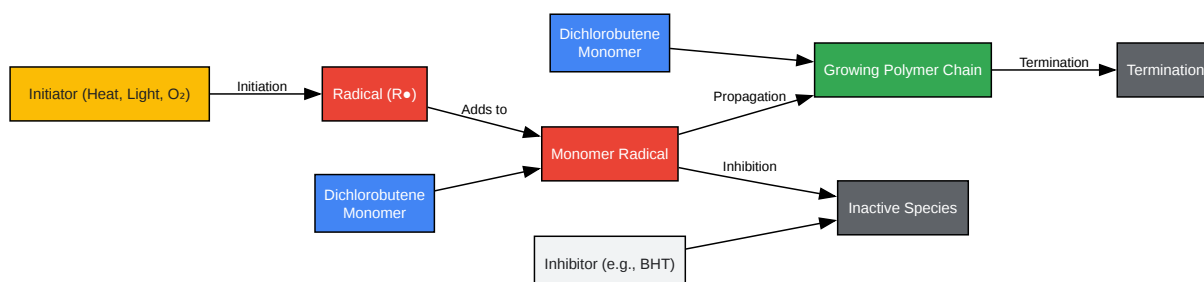 Dichlorobutene
Monomer
Growing Polymer Chain
Termination
Termination
Initiator (Heat, Light, O₂)
Initiation
Radical (R●)
Adds to
Propagation
Monomer Radical
Inhibition
Dichlorobutene
Monomer
Inactive Species
Inhibitor (e.g., BHT)